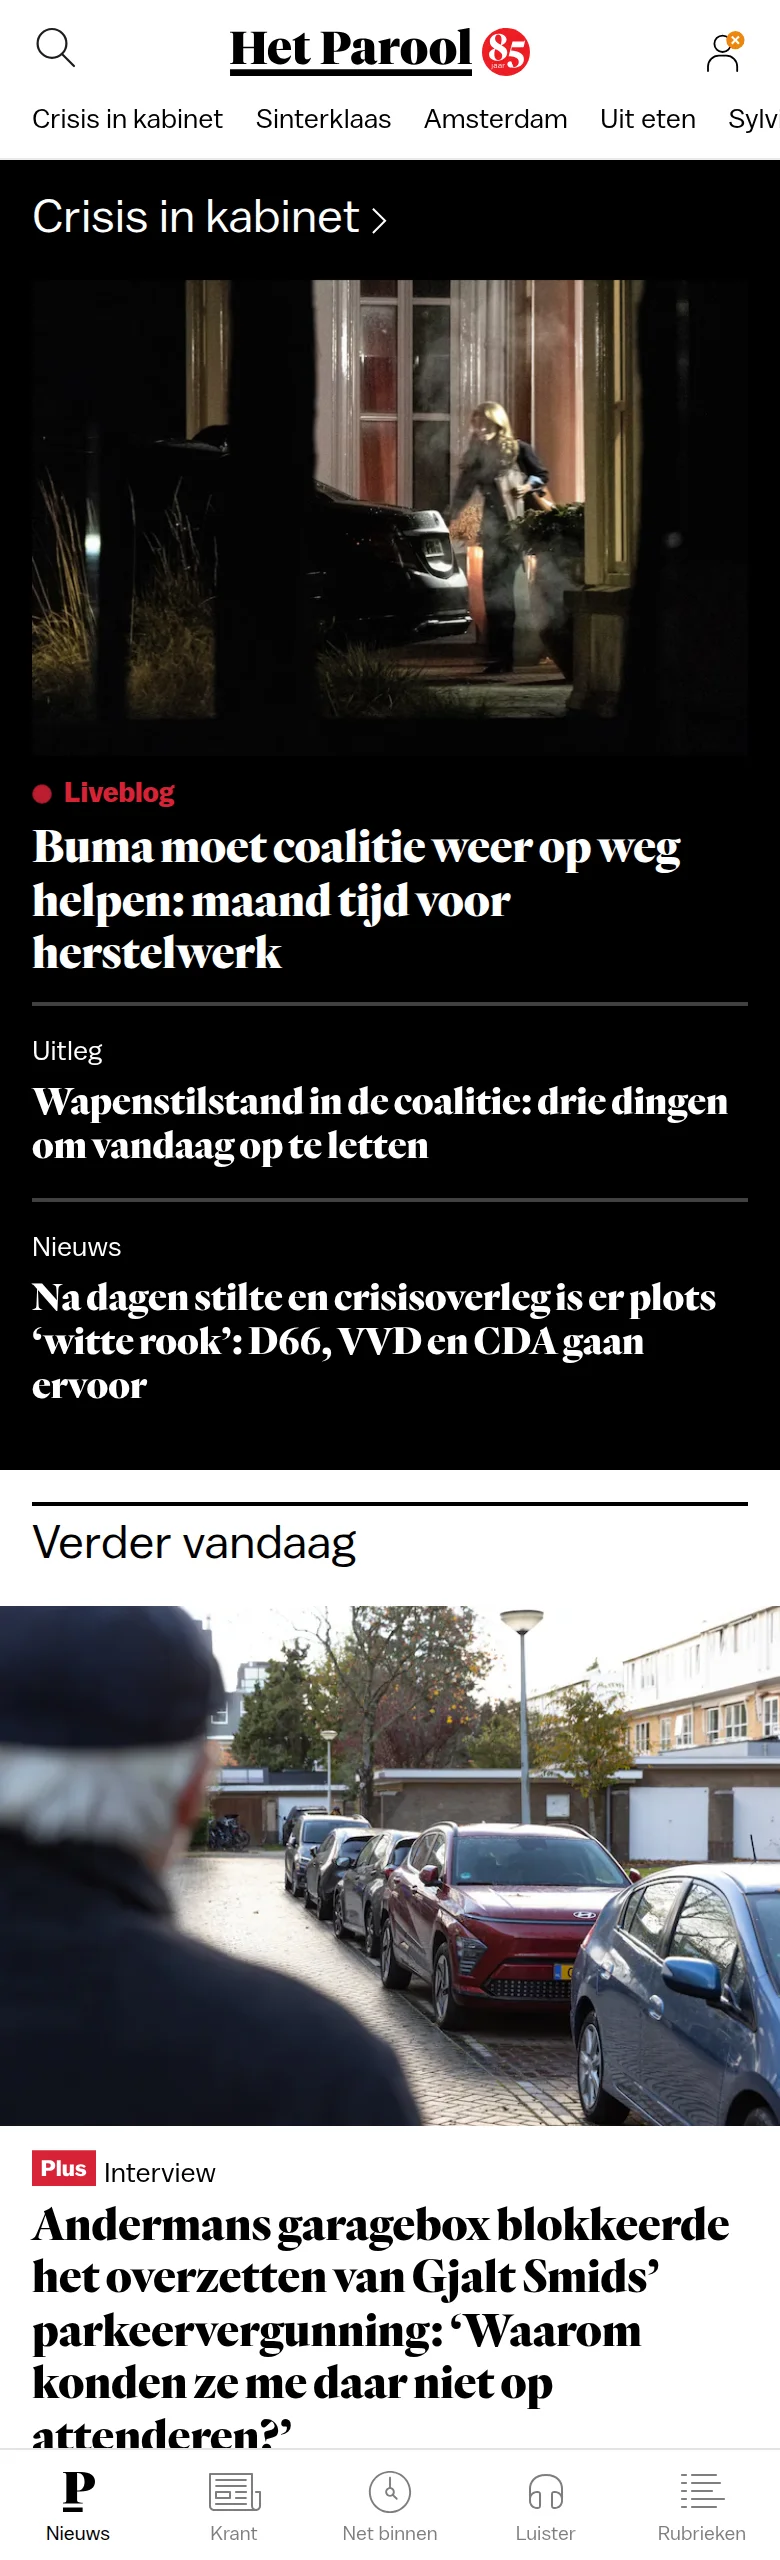 Het Parool 85 jaar
Crisis in kabinet Sinterklaas Amsterdam Uit eten Sylvi
Crisis in kabinet
Liveblog
Buma moet coalitie weer op weg
helpen: maand tijd voor
herstelwerk
Uitleg
Wapenstilstand in de coalitie: drie dingen
om vandaag op te letten
Nieuws
Na dagen stilte en crisisoverleg is er plots
‘witte rook’: D66, VVD en CDA gaan
ervoor
Verder vandaag
Plus Interview
Andermans garagebox blokkeerde
het overzetten van Gjalt Smids’
parkeervergunning: ‘Waarom
konden ze me daar niet op
attenderen?’
P
Nieuws Krant Net binnen Luister Rubrieken